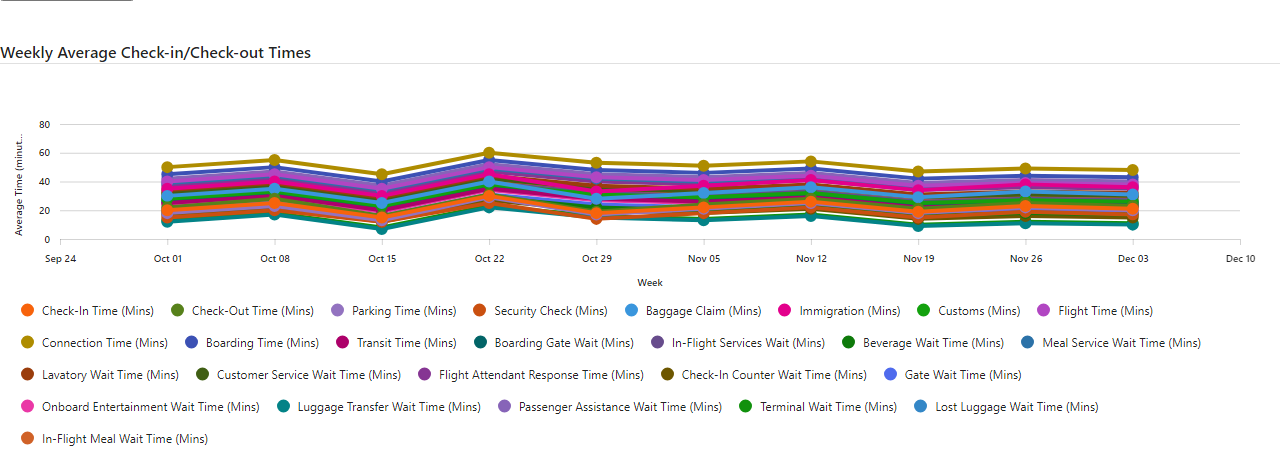 Weekly Average Check-in/Check-out Times
Average Time (minut...
80
60
40
20
0
Sep 24 Oct 01 Oct 08 Oct 15 Oct 22 Oct 29 Nov 05 Nov 12 Nov 19 Nov 26 Dec 03 Dec 10
Week
Check-In Time (Mins) Check-Out Time (Mins) Parking Time (Mins) Security Check (Mins) Baggage Claim (Mins) Immigration (Mins) Customs (Mins) Flight Time (Mins)
Connection Time (Mins) Boarding Time (Mins) Transit Time (Mins) Boarding Gate Wait (Mins) In-Flight Services Wait (Mins) Beverage Wait Time (Mins) Meal Service Wait Time (Mins)
Lavatory Wait Time (Mins) Customer Service Wait Time (Mins) Flight Attendant Response Time (Mins) Check-In Counter Wait Time (Mins) Gate Wait Time (Mins)
Onboard Entertainment Wait Time (Mins) Luggage Transfer Wait Time (Mins) Passenger Assistance Wait Time (Mins) Terminal Wait Time (Mins) Lost Luggage Wait Time (Mins)
In-Flight Meal Wait Time (Mins)